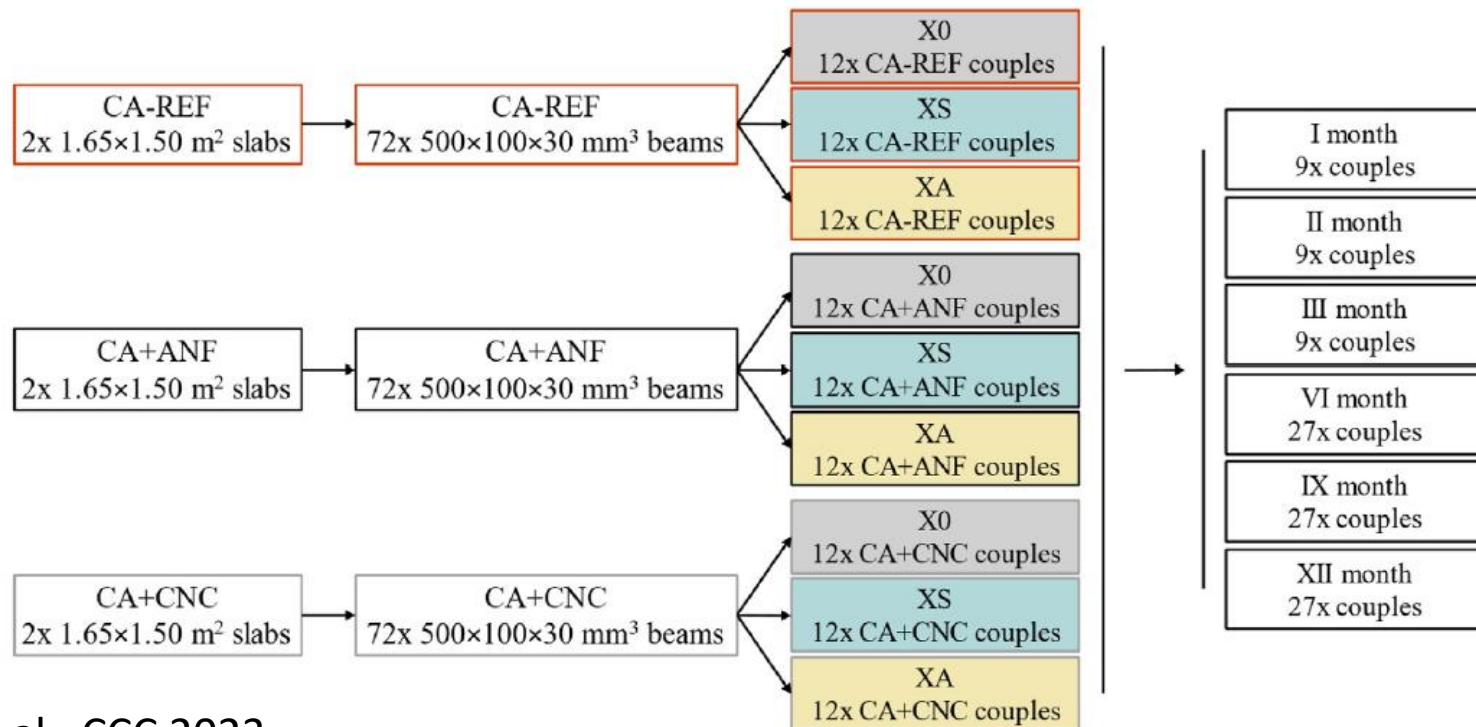 CA-REF
2x 1.65×1.50 m² slabs
CA-REF
72x 500×100×30 mm³ beams
X0
12x CA-REF couples
XS
12x CA-REF couples
XA
12x CA-REF couples
CA+ANF
2x 1.65×1.50 m² slabs
CA+ANF
72x 500×100×30 mm³ beams
X0
12x CA+ANF couples
XS
12x CA+ANF couples
XA
12x CA+ANF couples
CA+CNC
2x 1.65×1.50 m² slabs
CA+CNC
72x 500×100×30 mm³ beams
X0
12x CA+CNC couples
XS
12x CA+CNC couples
XA
12x CA+CNC couples
I month
9x couples
II month
9x couples
III month
9x couples
VI month
27x couples
IX month
27x couples
XII month
27x couples